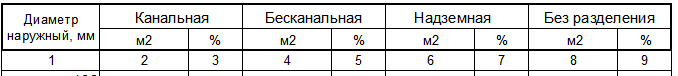 Диаметр наружный, мм Канальная Бесканальная Надземная Без разделения
м2 % м2 % м2 % м2 %
1 2 3 4 5 6 7 8 9